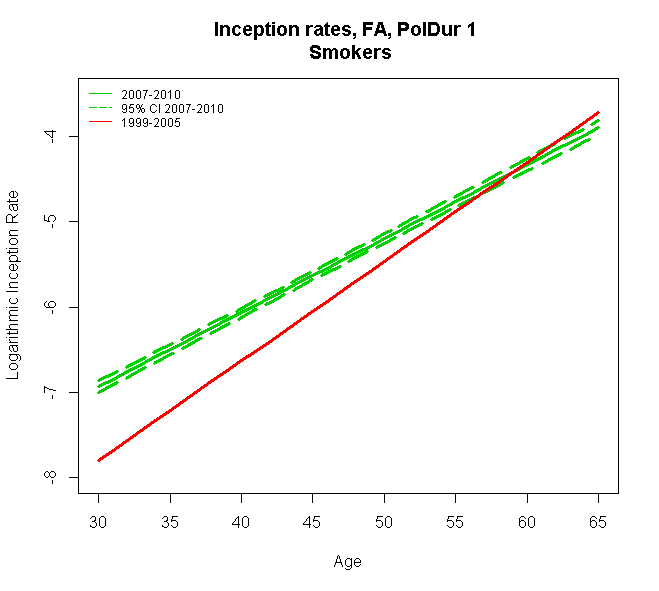 Inception rates, FA, PolDur 1
Smokers
2007-2010
95% CI 2007-2010
1999-2005
Logarithmic Inception Rate
-4
-5
-6
-7
-8
30 35 40 45 50 55 60 65
Age